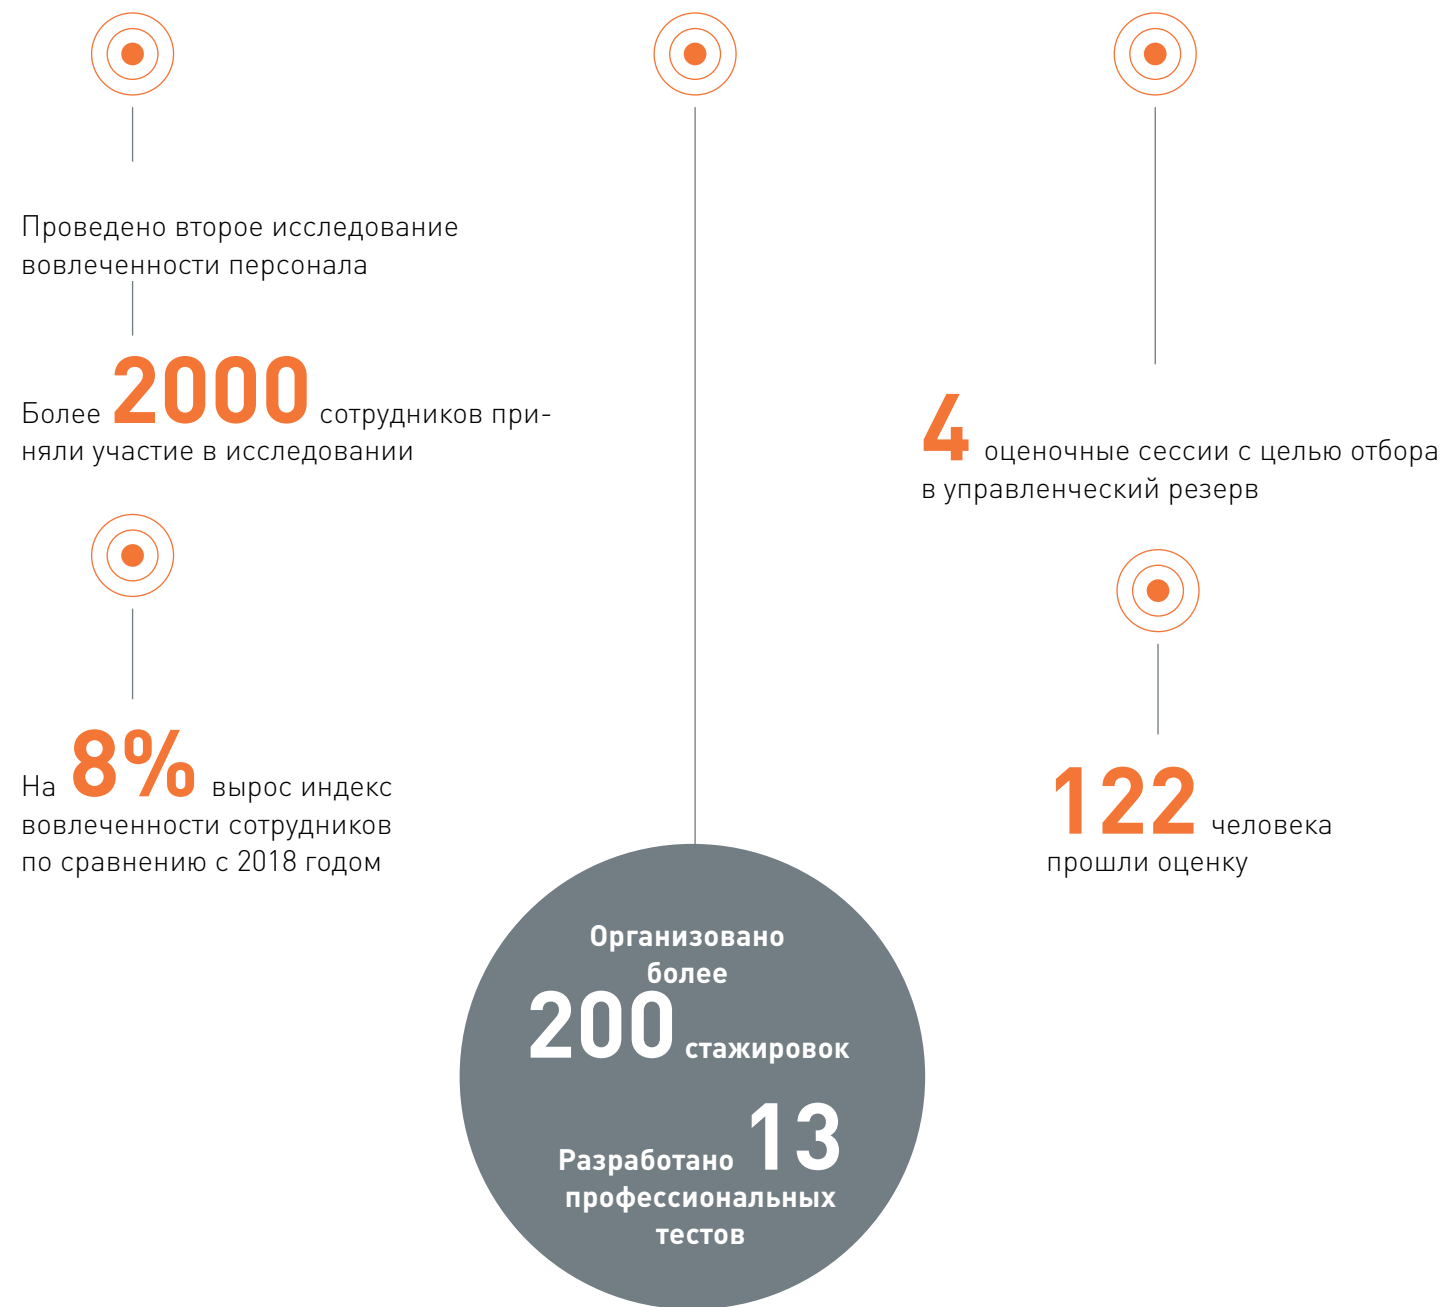 Проведено второе исследование
вовлеченности персонала
Более 2000 сотрудников при-
няли участие в исследовании
На 8% вырос индекс
вовлеченности сотрудников
по сравнению с 2018 годом
Организовано
более
200 стажировок
Разработано 13
профессиональных
тестов
4 оценочные сессии с целью отбора
в управленческий резерв
122 человека
прошли оценку